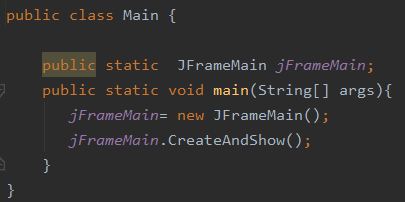 public class Main {
public static  JFrameMain jFrameMain;
public static void main(String[] args){
jFrameMain= new JFrameMain();
jFrameMain.CreateAndShow();
}
}